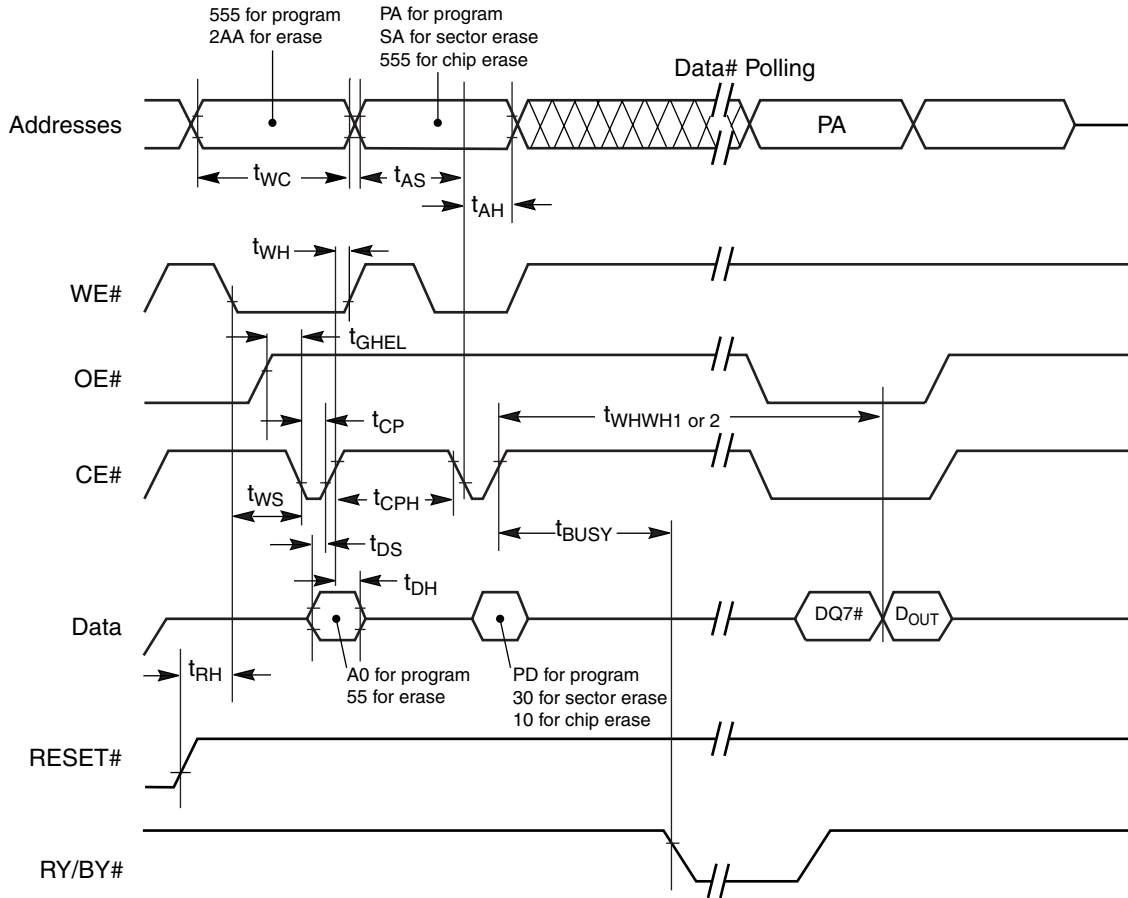 555 for program
2AA for erase
PA for program
SA for sector erase
555 for chip erase
Data# Polling
Addresses
PA
tWC
tAS
tAH
tWH
WE#
tGHEL
OE#
tWHWH1 or 2
tCP
CE#
tWS
tCPH
tBUSY
tDS
tDH
Data
DQ7#
DOUT
tRH
A0 for program
55 for erase
PD for program
30 for sector erase
10 for chip erase
RESET#
RY/BY#